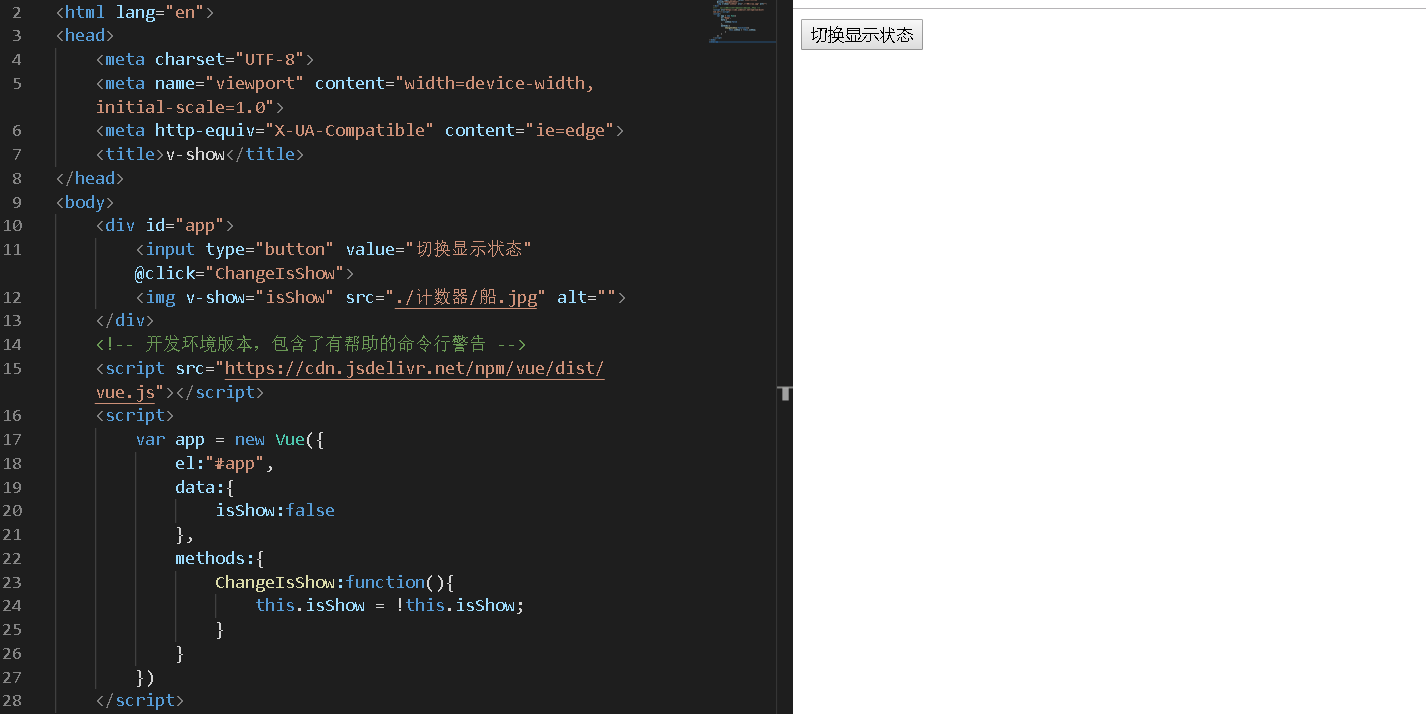 2 <html lang="en">
3 <head>
4 <meta charset="UTF-8">
5 <meta name="viewport" content="width=device-width,
initial-scale=1.0">
6 <meta http-equiv="X-UA-Compatible" content="ie=edge">
7 <title>v-show</title>
8 </head>
9 <body>
10 <div id="app">
11 <input type="button" value="切换显示状态"
@click="ChangeIsShow">
12 <img v-show="isShow" src="./计数器/船.jpg" alt="">
13 </div>
14 <!-- 开发环境版本，包含了有帮助的命令行警告 -->
15 <script src="https://cdn.jsdelivr.net/npm/vue/dist/
vue.js"></script>
16 <script>
17 var app = new Vue({
18 el:"#app",
19 data:{
20 isShow:false
21 },
22 methods:{
23 ChangeIsShow:function(){
24 this.isShow = !this.isShow;
25 }
26 }
27 })
28 </script>
切换显示状态